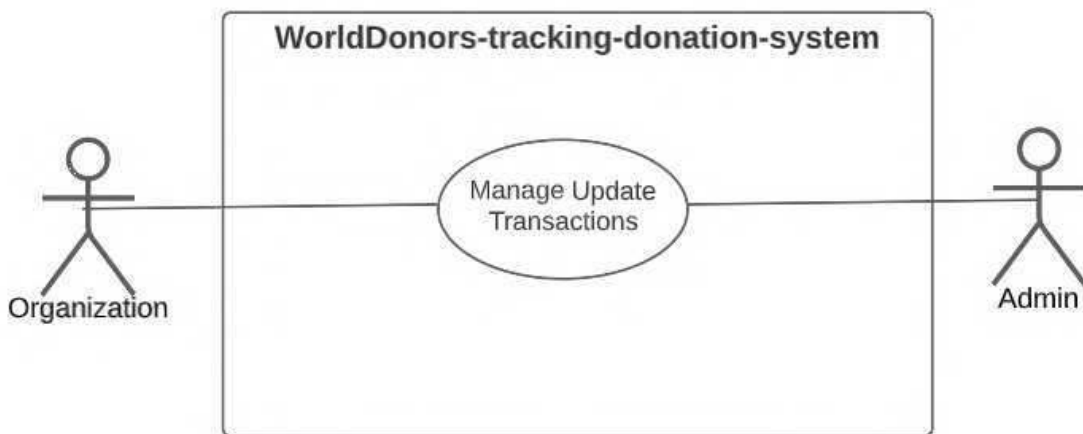 WorldDonors-tracking-donation-system
Manage Update
Transactions
Organization
Admin